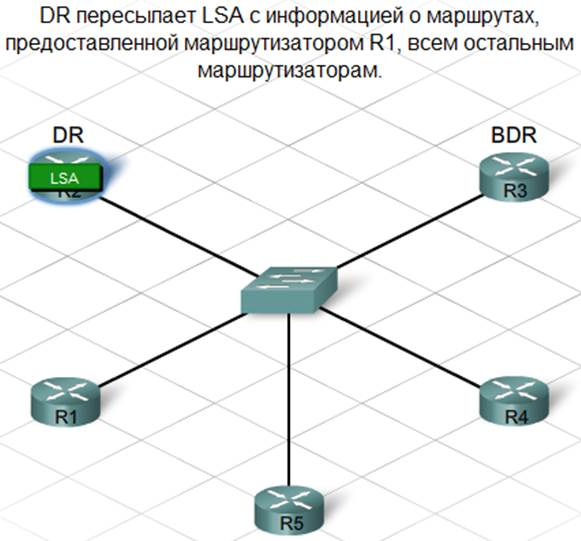 DR пересылает LSA с информацией о маршрутах,
предоставленной маршрутизатором R1, всем остальным
маршрутизаторам.
DR
BDR
LSA
R2
R3
R1
R4
R5